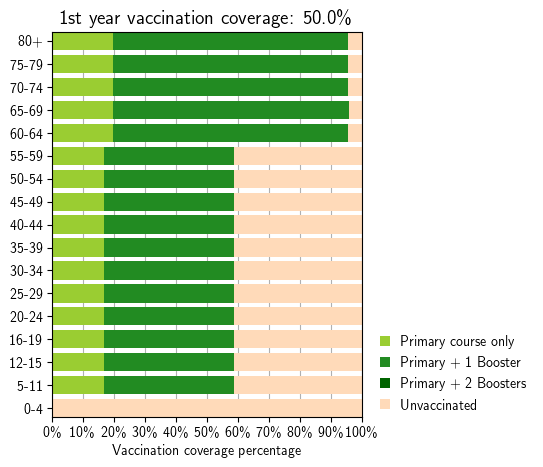 1st year vaccination coverage: 50.0%
80+
75-79
70-74
65-69
60-64
55-59
50-54
45-49
40-44
35-39
30-34
25-29
20-24
16-19
12-15
5-11
0-4
Primary course only
Primary + 1 Booster
Primary + 2 Boosters
Unvaccinated
0% 10% 20% 30% 40% 50% 60% 70% 80% 90% 100%
Vaccination coverage percentage